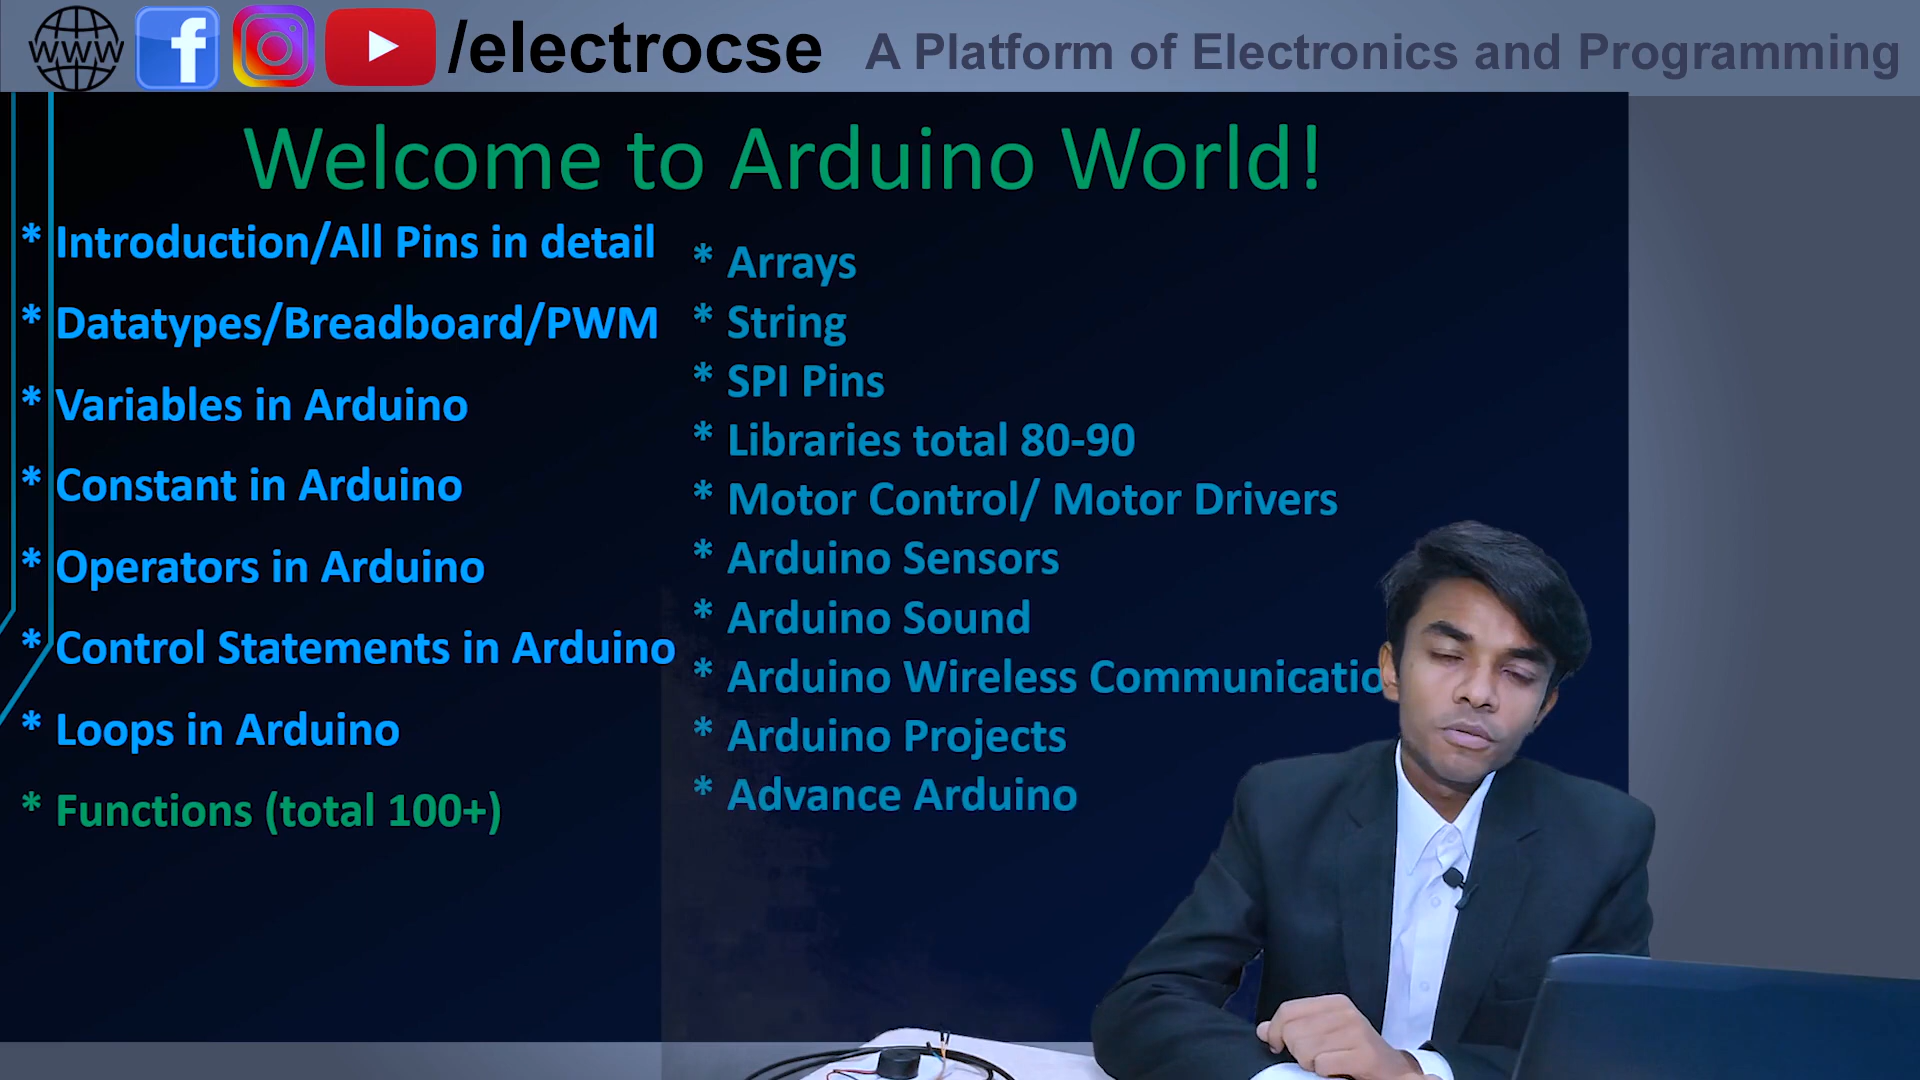 WWW f /electrocse A Platform of Electronics and Programming
Welcome to Arduino World!
* Introduction/All Pins in detail
* Datatypes/Breadboard/PWM
* Variables in Arduino
* Constant in Arduino
* Operators in Arduino
* Control Statements in Arduino
* Loops in Arduino
* Functions (total 100+)
* Arrays
* String
* SPI Pins
* Libraries total 80-90
* Motor Control/ Motor Drivers
* Arduino Sensors
* Arduino Sound
* Arduino Wireless Communicatio
* Arduino Projects
* Advance Arduino